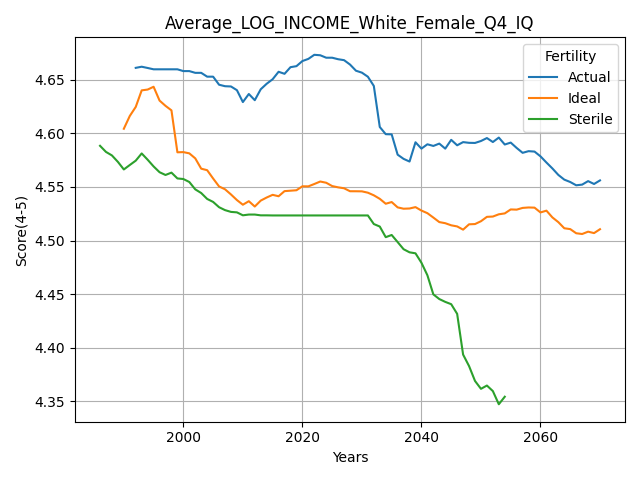 Average_LOG_INCOME_White_Female_Q4_IQ
Fertility
Actual
Ideal
Sterile
Score(4-5)
4.65
4.60
4.55
4.50
4.45
4.40
4.35
2000
2020
2040
2060
Years